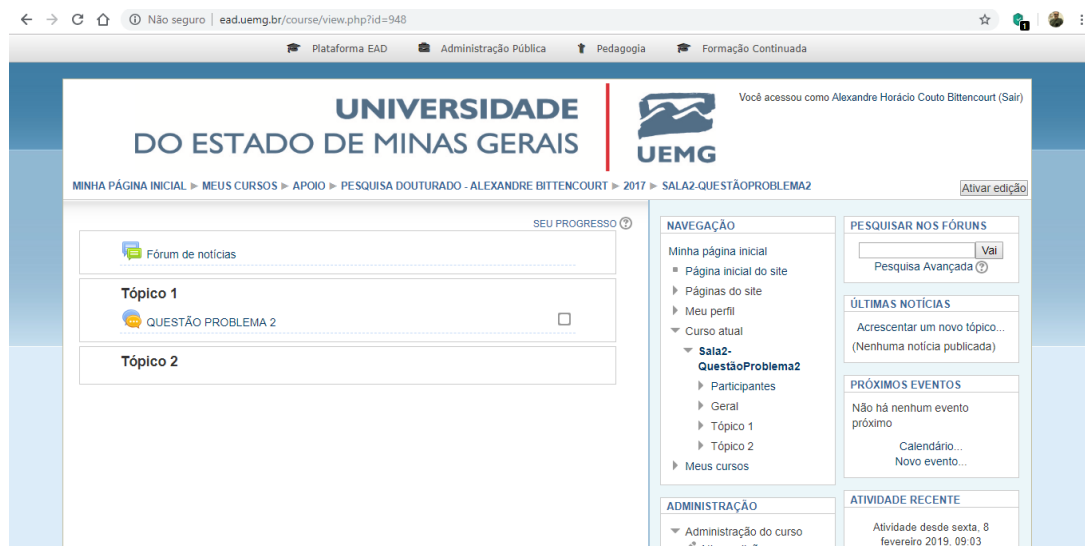 Não seguro | ead.uemg.br/course/view.php?id=948
1
Plataforma EAD Administração Pública Pedagogia Formação Continuada
UNIVERSIDADE
DO ESTADO DE MINAS GERAIS
UEMG
Você acessou como Alexandre Horácio Couto Bittencourt (Sair)
MINHA PÁGINA INICIAL ► MEUS CURSOS ► APOIO ► PESQUISA DOUTURADO - ALEXANDRE BITTENCOURT ► 2017 ► SALA2-QUESTÃOPROBLEMA2
Ativar edição
SEU PROGRESSO
Fórum de notícias
Tópico 1
QUESTÃO PROBLEMA 2
Tópico 2
NAVEGAÇÃO
Minha página inicial
Página inicial do site
Páginas do site
Meu perfil
Curso atual
Sala2-
QuestãoProblema2
Participantes
Geral
Tópico 1
Tópico 2
Meus cursos
ADMINISTRAÇÃO
Administração do curso
PESQUISAR NOS FÓRUNS
Vai
Pesquisa Avançada
ÚLTIMAS NOTÍCIAS
Acrescentar um novo tópico...
(Nenhuma notícia publicada)
PRÓXIMOS EVENTOS
Não há nenhum evento
próximo
Calendário...
Novo evento...
ATIVIDADE RECENTE
Atividade desde sexta, 8
fevereiro 2019, 09:03